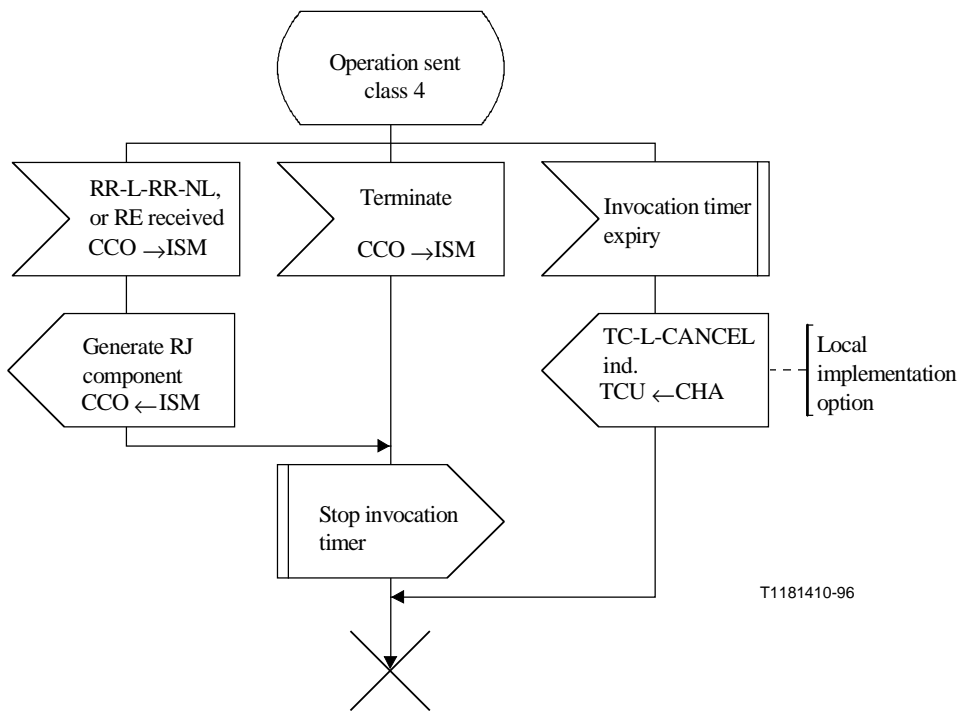 Operation sent
class 4
RR-L-RR-NL,
or RE received
CCO →ISM
Terminate
CCO →ISM
Invocation timer
expiry
Generate RJ
component
CCO ←ISM
TC-L-CANCEL
ind.
TCU ←CHA
Local
implementation
option
Stop invocation
timer
T1181410-96